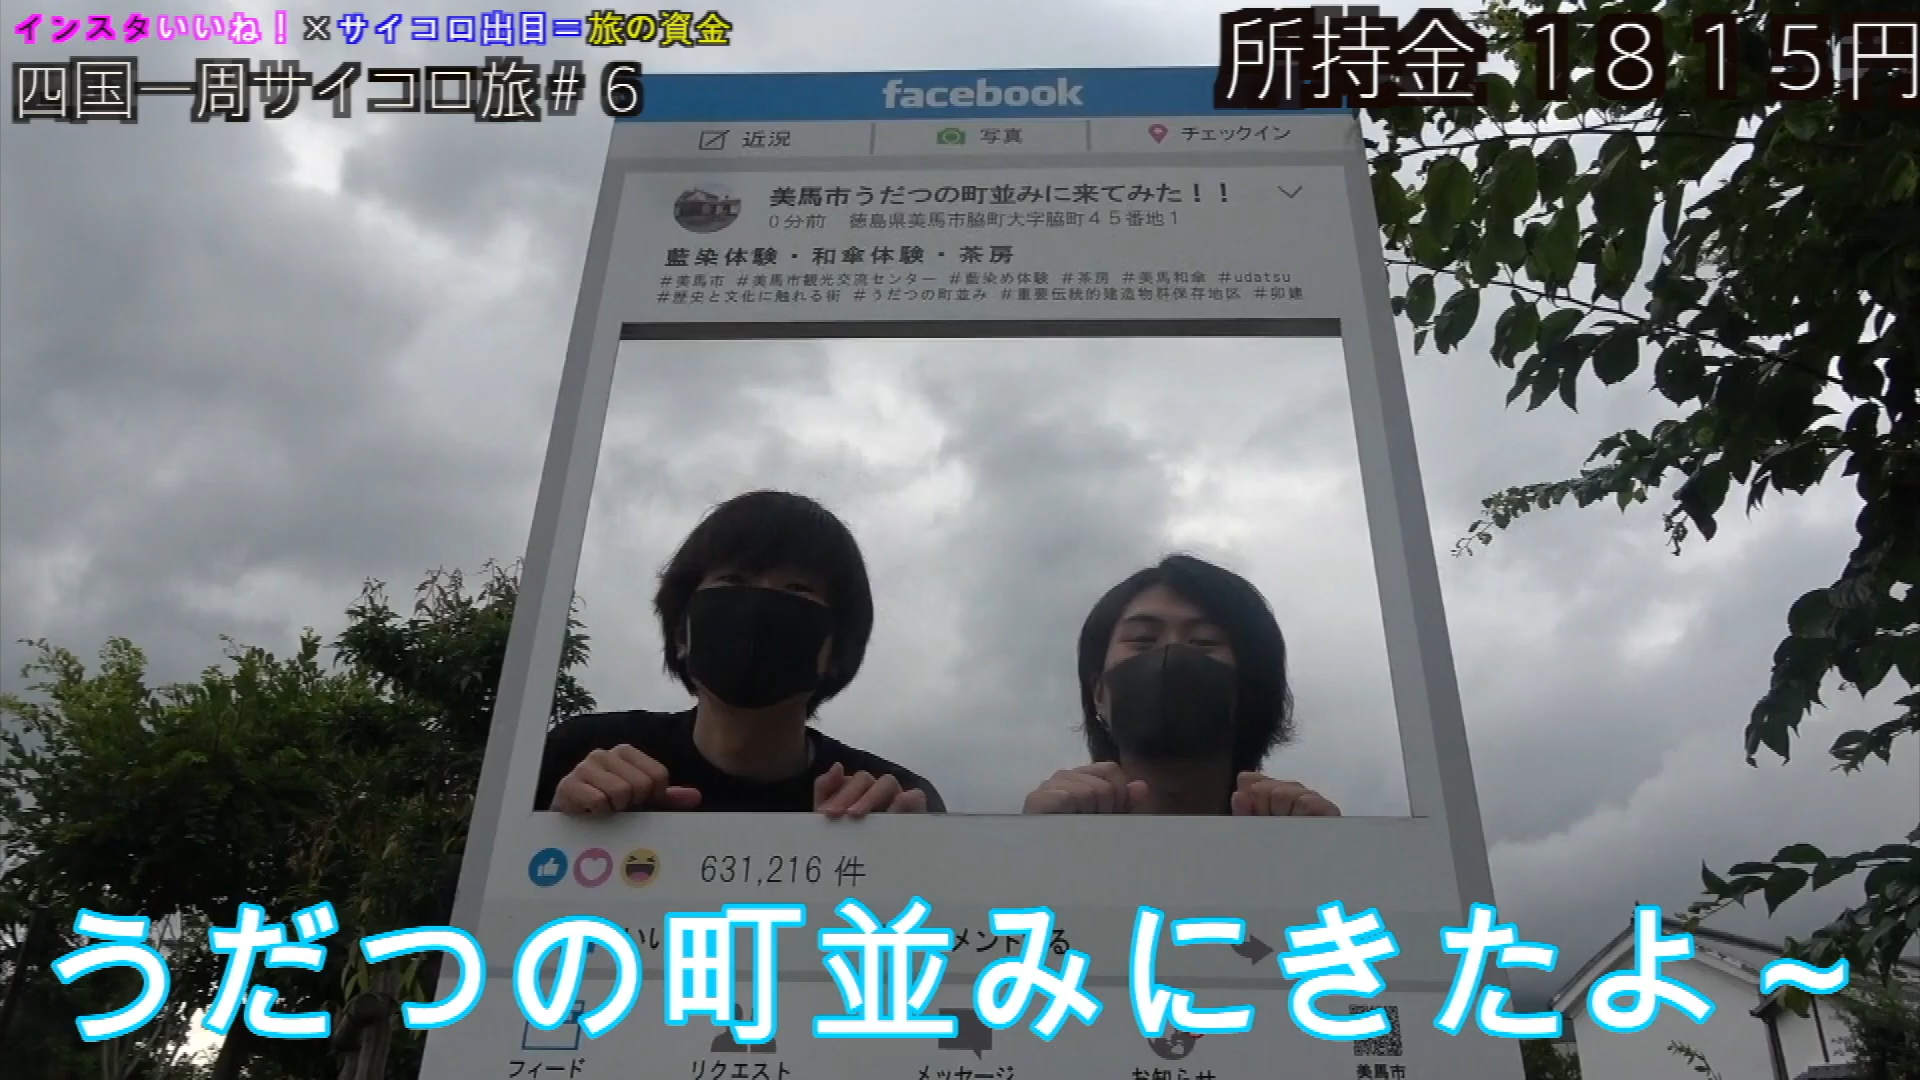 インスタいいね！×サイコロ出目＝旅の資金
四国一周サイコロ旅＃６
所持金 １８１５円
facebook
近況 写真 チェックイン
美馬市うだつの町並みに来てみた！！
0分前 徳島県美馬市脇町大字脇町４５番地１
藍染体験・和傘体験・茶房
#美馬市 #美馬市観光交流センター #藍染め体験 #茶房 #美馬和傘 #udatsu
#歴史と文化に触れる街 #うだつの町並み #重要伝統的建造物群保存地区 #卯建
631,216 件
うだつの町並みにきたよ～
フィード リクエスト メッセージ お知らせ 美馬市